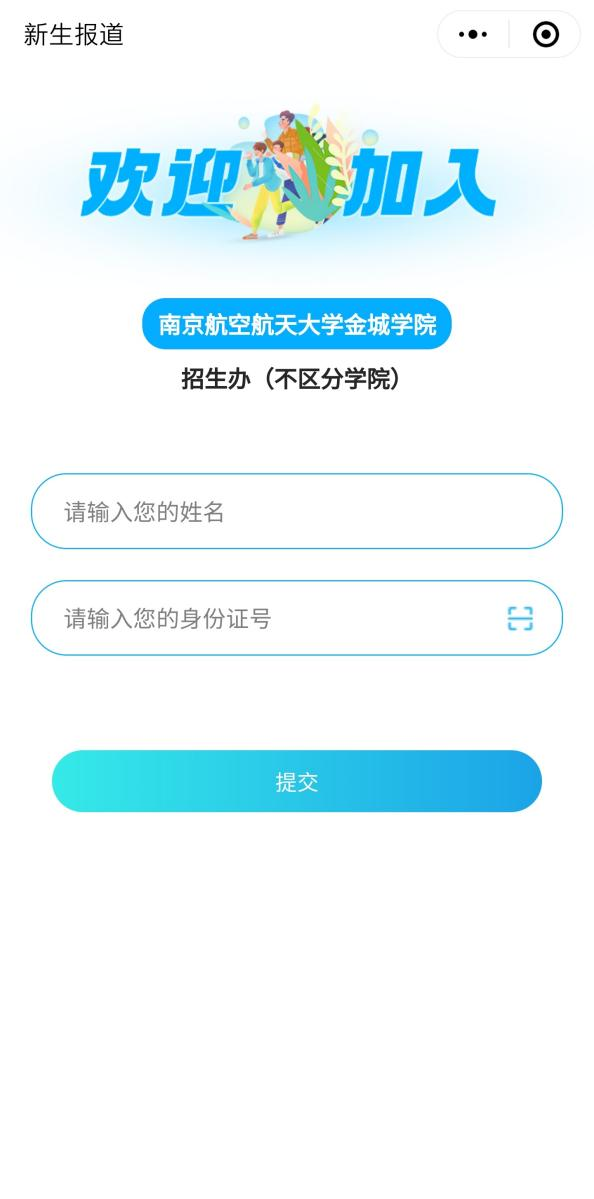 新生报道
欢迎加入
南京航空航天大学金城学院
招生办（不区分学院）
请输入您的姓名
请输入您的身份证号
提交